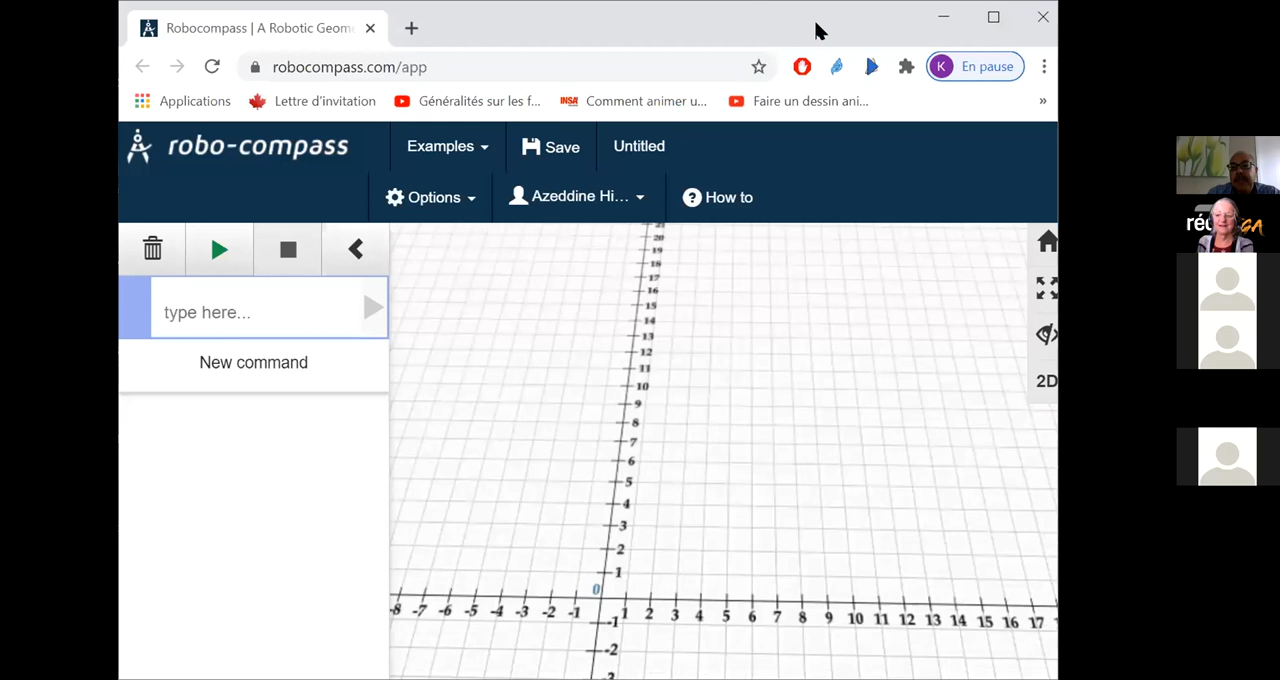 Robocompass | A Robotic Geom
robocompass.com/app
K En pause
Applications
Lettre d'invitation
Généralités sur les f...
INSA
Comment animer u...
Faire un dessin ani...
»
robo-compass
Examples
Save
Untitled
Options
Azeddine Hi...
? How to
type here...
New command
2D
21
20
19
18
17
16
15
14
13
12
11
10
9
8
7
6
5
4
3
2
1
0
-8 -7 -6 -5 -4 -3 -2 -1 1 2 3 4 5 6 7 8 9 10 11 12 13 14 15 16 17
-1
-2
-3